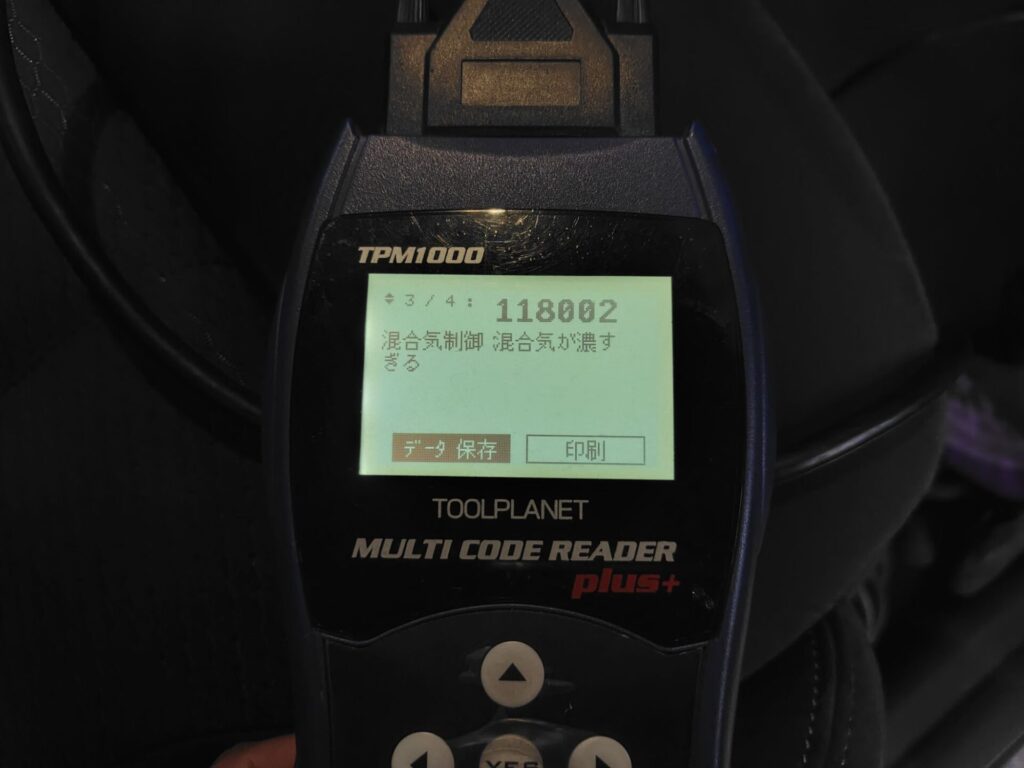 TPM1000
3/4: 118002
混合気制御 混合気が濃す
ぎる
データ 保存 印刷
TOOLPLANET
MULTI CODE READER
plus+
YES